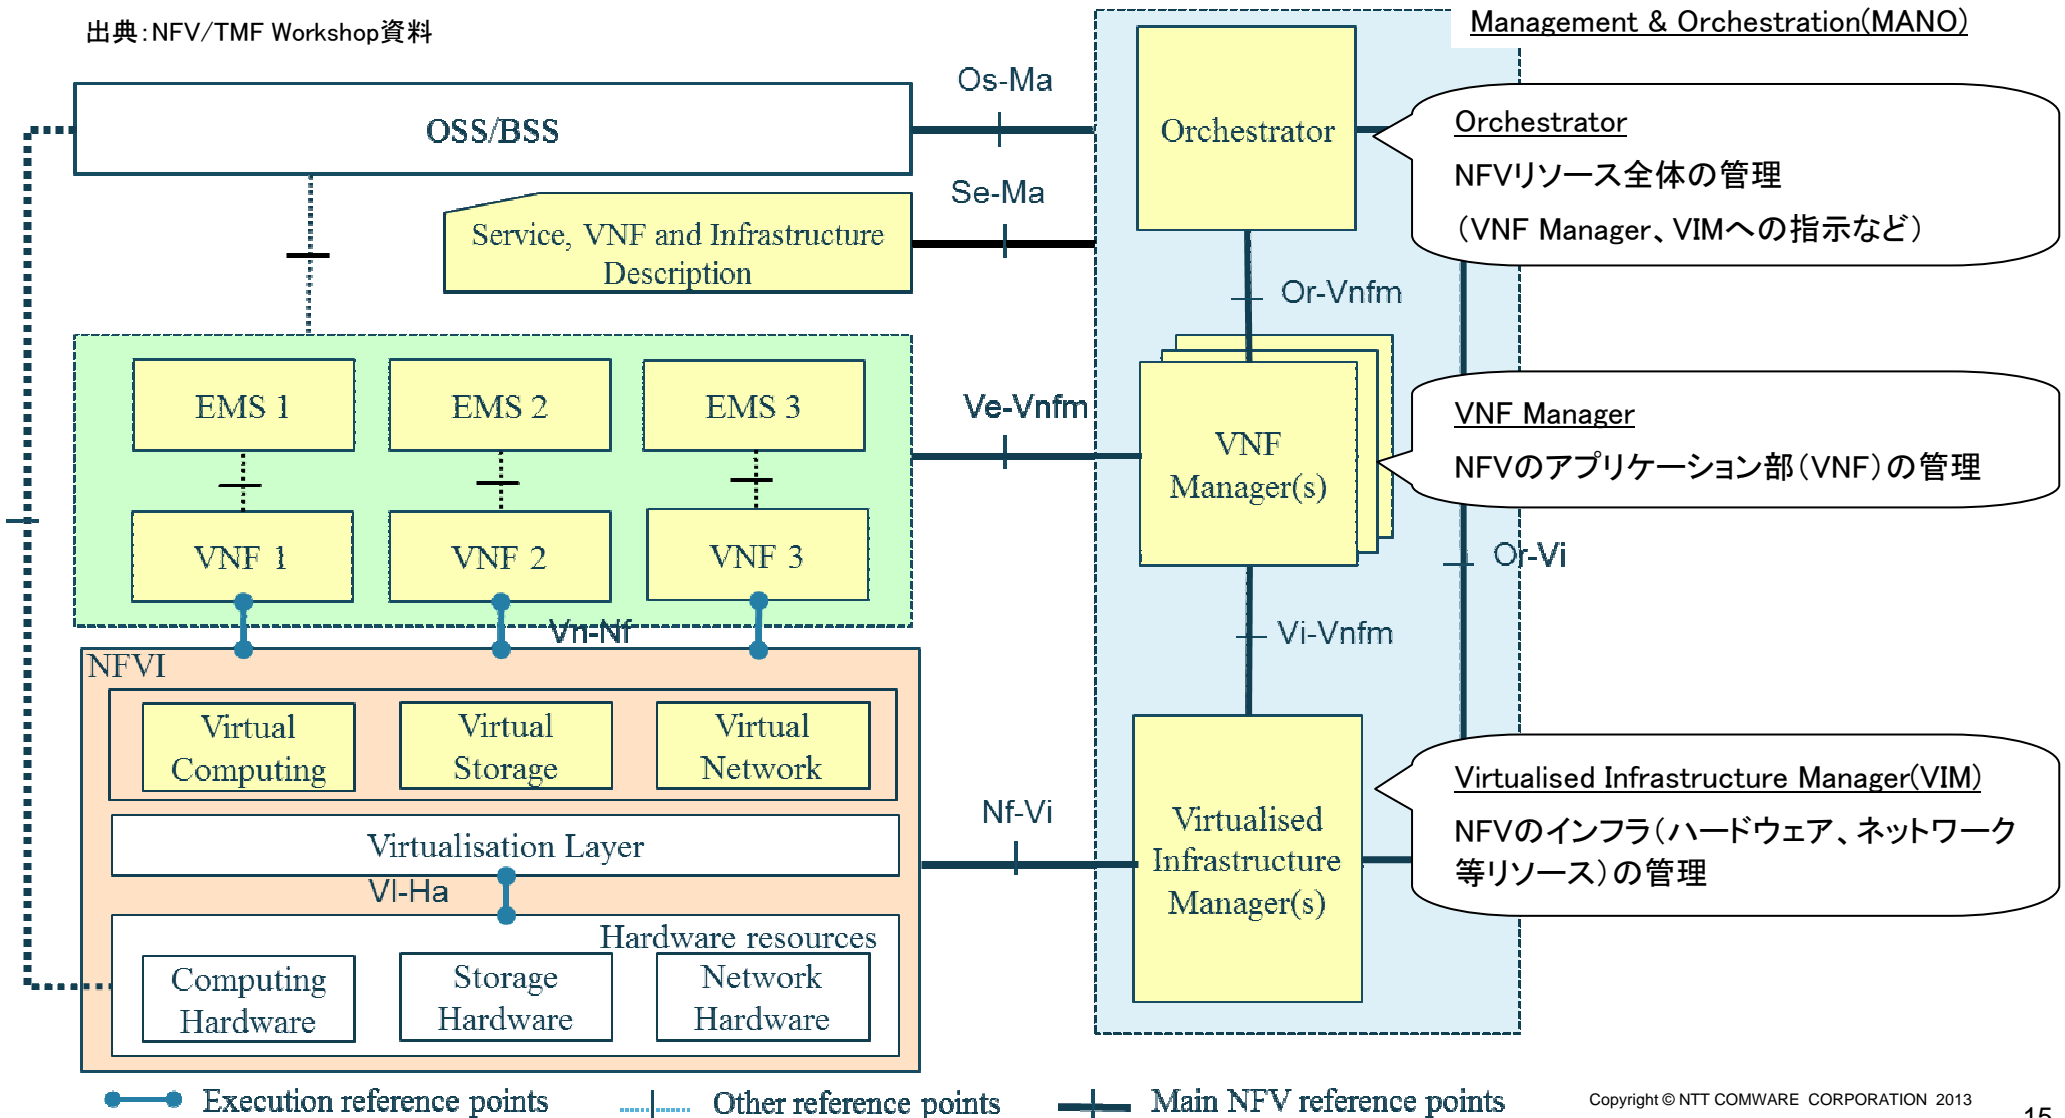 出典：NFV/TMF Workshop資料
Management & Orchestration(MANO)
Os-Ma
OSS/BSS
Orchestrator
Orchestrator
NFVリソース全体の管理
（VNF Manager、VIMへの指示など）
Se-Ma
Service, VNF and Infrastructure
Description
Or-Vnfm
EMS 1
EMS 2
EMS 3
Ve-Vnfm
VNF
Manager(s)
VNF Manager
NFVのアプリケーション部（VNF）の管理
VNF 1
VNF 2
VNF 3
Or-Vi
Vn-Nf
Vi-Vnfm
NFVI
Virtual
Computing
Virtual
Storage
Virtual
Network
Nf-Vi
Virtualised
Infrastructure
Manager(s)
Virtualised Infrastructure Manager(VIM)
NFVのインフラ（ハードウェア、ネットワーク
等リソース）の管理
Virtualisation Layer
VI-Ha
Hardware resources
Computing
Hardware
Storage
Hardware
Network
Hardware
Execution reference points
Other reference points
Main NFV reference points
Copyright © NTT COMWARE CORPORATION 2013
15